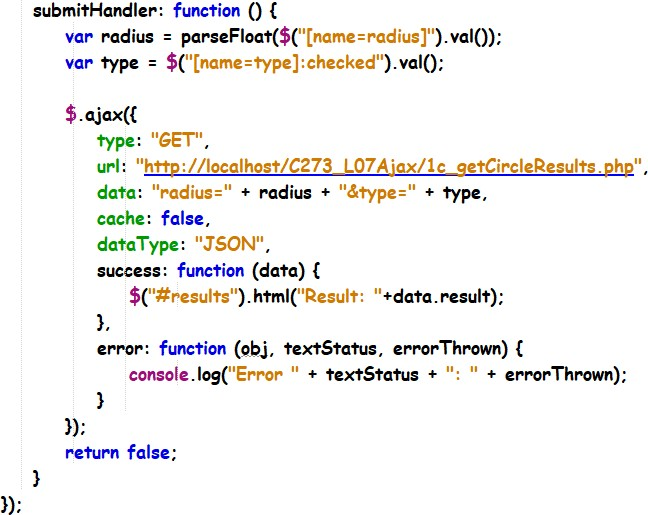 submitHandler: function () {
var radius = parseFloat($("[name=radius]").val());
var type = $("[name=type]:checked").val();
$.ajax({
type: "GET",
url: "http://localhost/C273_L07Ajax/1c_getCircleResults.php",
data: "radius=" + radius + "&type=" + type,
cache: false,
dataType: "JSON",
success: function (data) {
$("#results").html("Result: "+data.result);
},
error: function (obj, textStatus, errorThrown) {
console.log("Error " + textStatus + ": " + errorThrown);
}
});
return false;
}
});